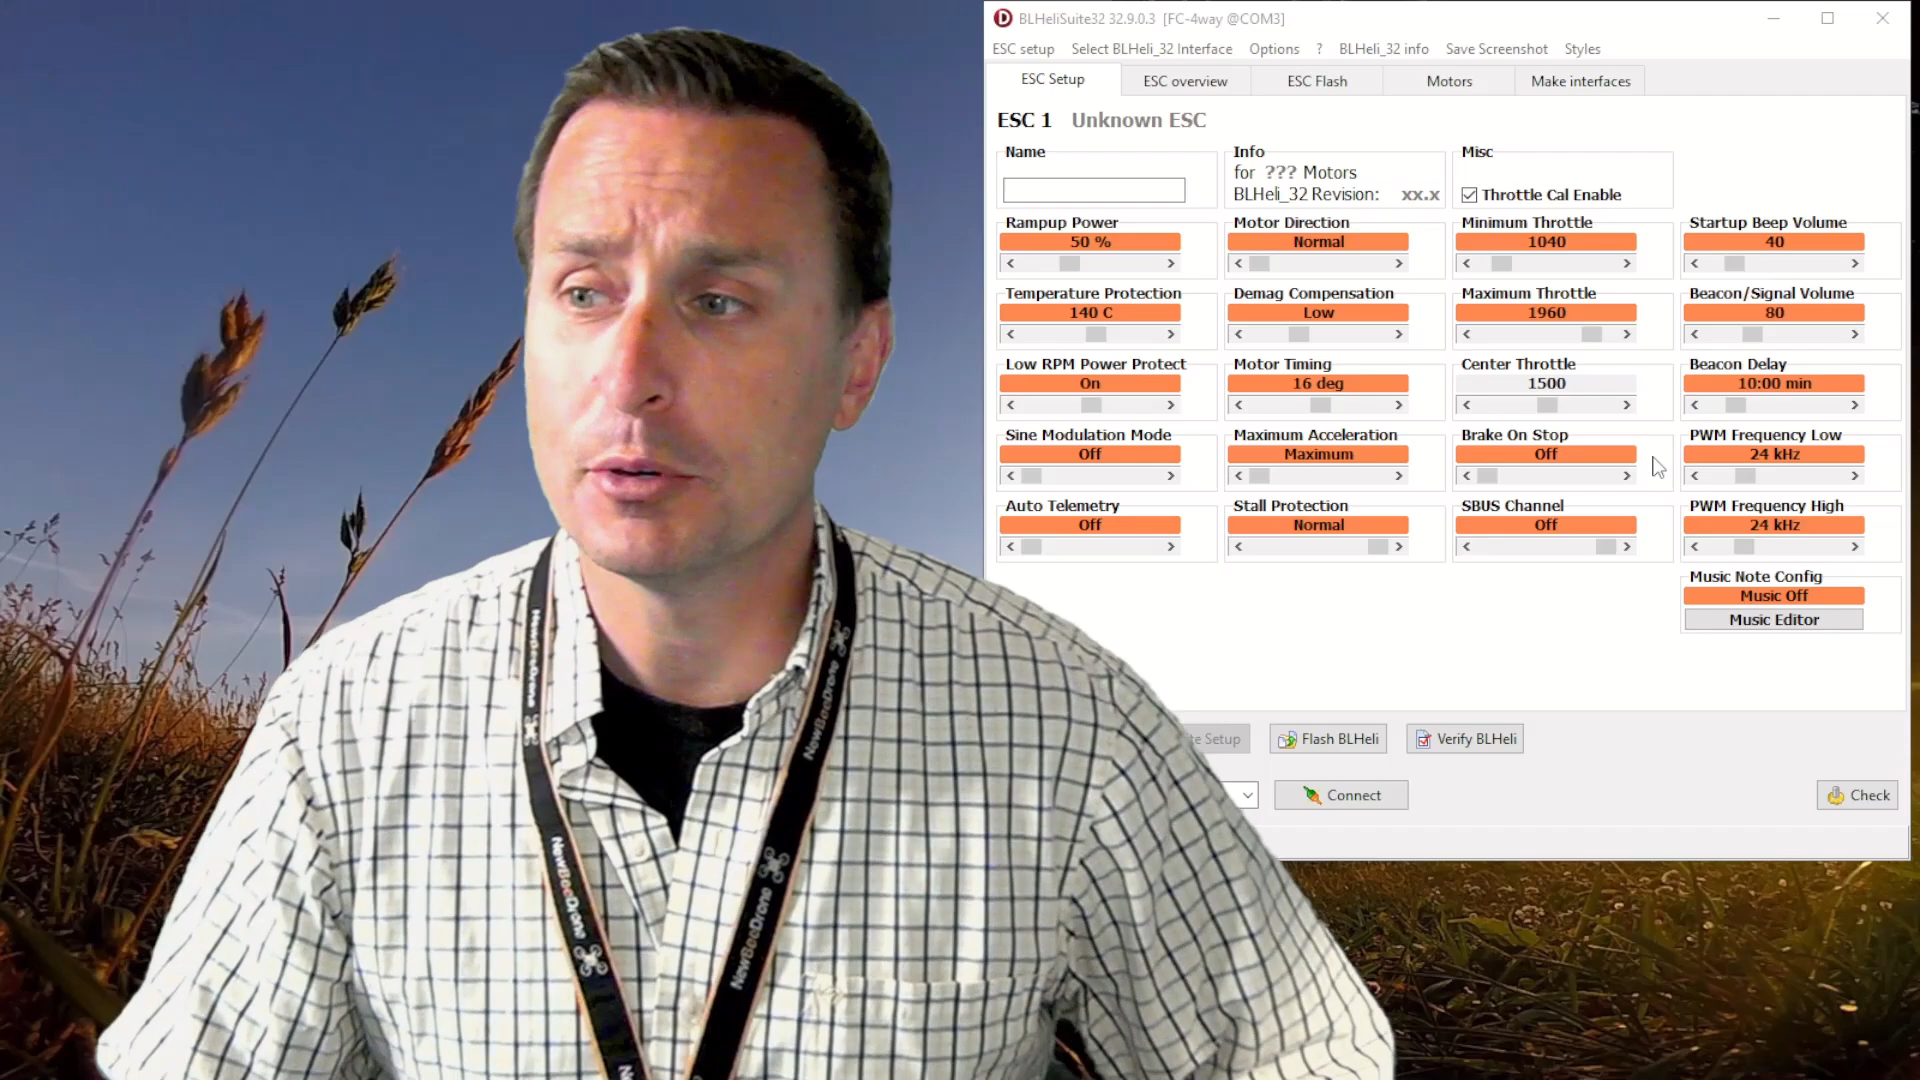 BLHeliSuite32 32.9.0.3 [FC-4way @COM3]
ESC setup Select BLHeli_32 Interface Options ? BLHeli_32 info Save Screenshot Styles
ESC Setup ESC overview ESC Flash Motors Make interfaces
ESC 1 Unknown ESC
Name Info Misc
for ??? Motors
BLHeli_32 Revision: xx.x Throttle Cal Enable
Rampup Power Motor Direction Minimum Throttle Startup Beep Volume
50 % Normal 1040 40
Temperature Protection Demag Compensation Maximum Throttle Beacon/Signal Volume
140 C Low 1960 80
Low RPM Power Protect Motor Timing Center Throttle Beacon Delay
On 16 deg 1500 10:00 min
Sine Modulation Mode Maximum Acceleration Brake On Stop PWM Frequency Low
Off Maximum Off 24 kHz
Auto Telemetry Stall Protection SBUS Channel PWM Frequency High
Off Normal Off 24 kHz
Music Note Config
Music Off
Music Editor
Setup Flash BLHeli Verify BLHeli
Connect Check
NewBeeDrone
NewBeeDrone
NewBeeDrone
NewBeeDrone